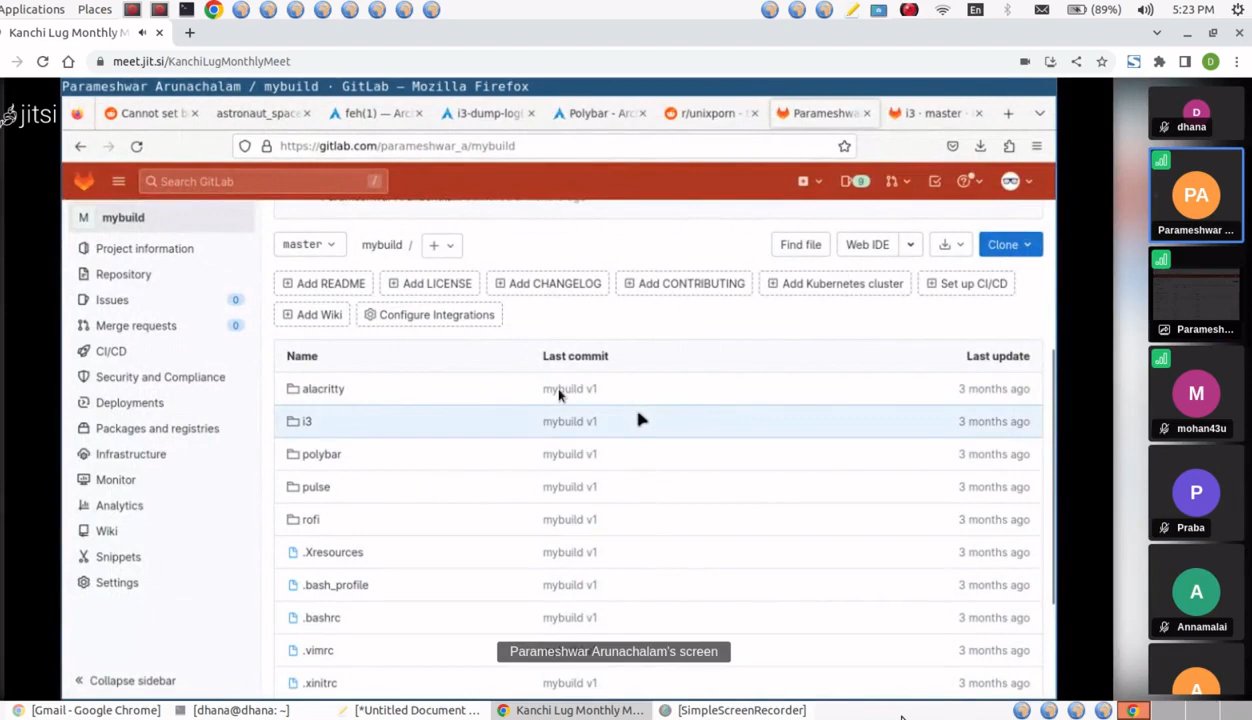 Applications Places En (89%) 5:23 PM
Kanchi Lug Monthly M
meet.jit.si/KanchiLugMonthlyMeet D
Parameshwar Arunachalam / mybuild · GitLab — Mozilla Firefox
jitsi
Cannot set b astronaut_space feh(1) — Arc i3-dump-log( Polybar - Arc r/unixporn - Parameshwa i3 · master ·
https://gitlab.com/parameshwar_a/mybuild
Search GitLab / 9
M mybuild
Project information
Repository
Issues 0
Merge requests 0
CI/CD
Security and Compliance
Deployments
Packages and registries
Infrastructure
Monitor
Analytics
Wiki
Snippets
Settings
Collapse sidebar
master mybuild / + Find file Web IDE Clone
Add README Add LICENSE Add CHANGELOG Add CONTRIBUTING Add Kubernetes cluster Set up CI/CD
Add Wiki Configure Integrations
Name Last commit Last update
alacritty mybuild v1 3 months ago
i3 mybuild v1 3 months ago
polybar mybuild v1 3 months ago
pulse mybuild v1 3 months ago
rofi mybuild v1 3 months ago
.Xresources mybuild v1 3 months ago
.bash_profile mybuild v1 3 months ago
.bashrc mybuild v1 3 months ago
.vimrc mybuild v1 3 months ago
.xinitrc mybuild v1 3 months ago
Parameshwar Arunachalam's screen
D
dhana
PA
Parameshwar ...
Paramesh...
M
mohan43u
P
Praba
A
Annamalai
A
[Gmail - Google Chrome] [dhana@dhana: ~] [*Untitled Document ... Kanchi Lug Monthly M... [SimpleScreenRecorder]